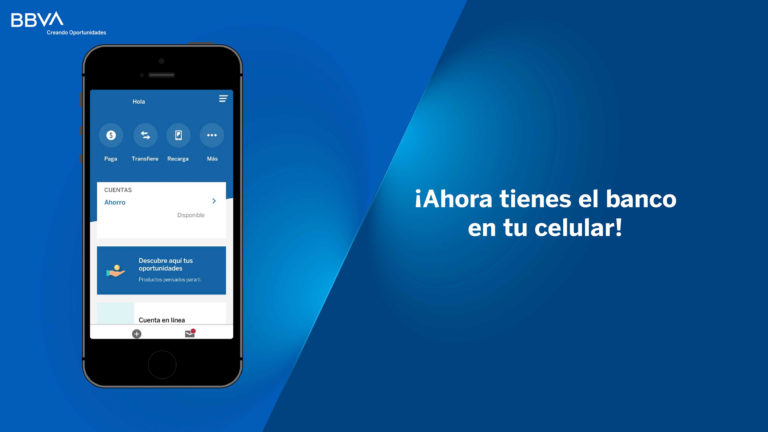 BBVA
Creando Oportunidades
Hola
Paga Transfiere Recarga Más
CUENTAS
Ahorro
Disponible
Descubre aquí tus
oportunidades
Productos pensados para ti
Cuenta en línea
¡Ahora tienes el banco
en tu celular!